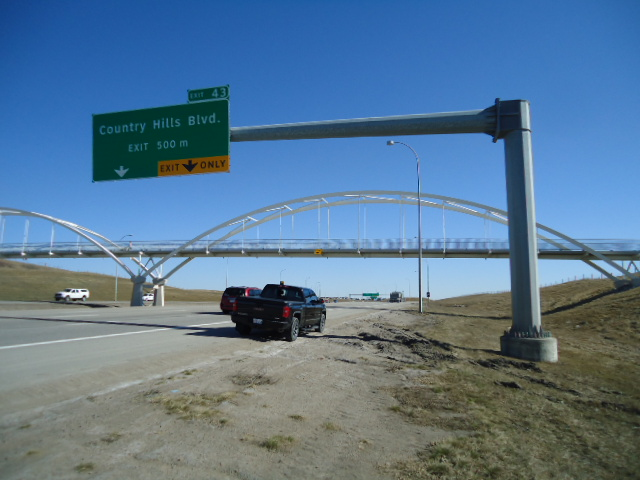 EXIT 43
Country Hills Blvd.
EXIT 500 m
EXIT ONLY